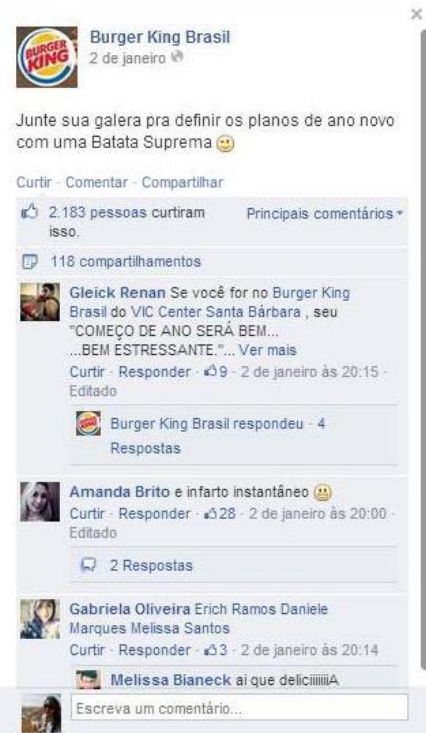 BURGER KING
Burger King Brasil
2 de janeiro
Junte sua galera pra definir os planos de ano novo
com uma Batata Suprema
Curtir · Comentar · Compartilhar
2.183 pessoas curtiram
isso.
Principais comentários
118 compartilhamentos
Gleick Renan Se você for no Burger King
Brasil do VIC Center Santa Bárbara , seu
"COMEÇO DE ANO SERÁ BEM...
...BEM ESTRESSANTE."... Ver mais
Curtir · Responder · 9 · 2 de janeiro às 20:15 ·
Editado
Burger King Brasil respondeu · 4
Respostas
Amanda Brito e infarto instantâneo
Curtir · Responder · 28 · 2 de janeiro às 20:00 ·
Editado
2 Respostas
Gabriela Oliveira Erich Ramos Daniele
Marques Melissa Santos
Curtir · Responder · 3 · 2 de janeiro às 20:14
Melissa Bianeck ai que deliciiiiiiiA
Escreva um comentário...